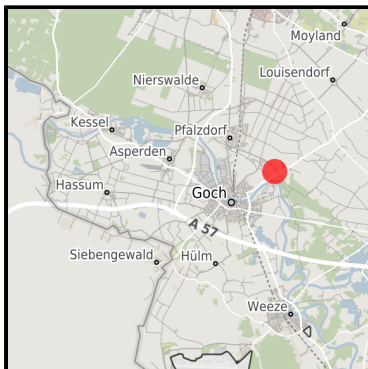 Moyland
Louisendorf
Nierswalde
Kessel
Pfalzdorf
Asperden
Hassum
Goch
A 57
Siebengewald
Hülm
Weeze